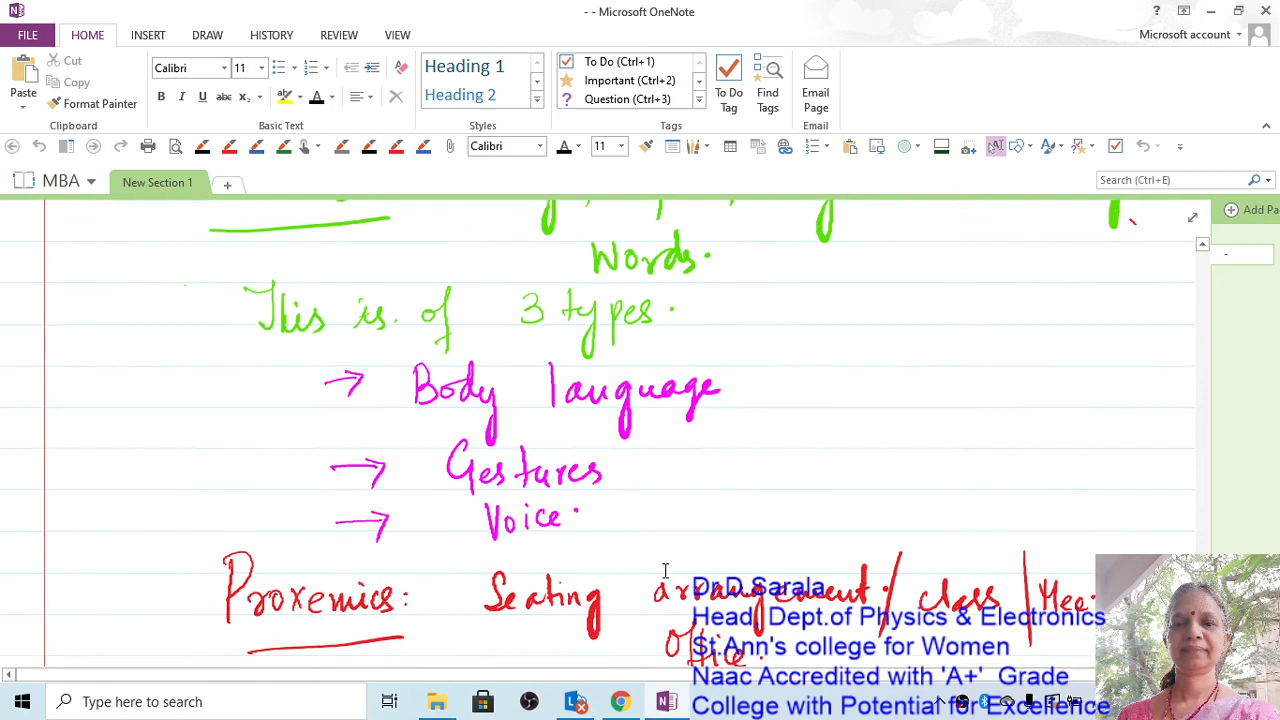 - - Microsoft OneNote
FILE HOME INSERT DRAW HISTORY REVIEW VIEW Microsoft account
Paste Cut Copy Format Painter Clipboard
Calibri 11 Basic Text
Heading 1
Heading 2
Styles
To Do (Ctrl+1)
Important (Ctrl+2)
Question (Ctrl+3)
To Do Tag
Find Tags
Tags
Email Page
Email
Calibri 11
MBA New Section 1 Search (Ctrl+E)
Add Pa
Words.
This is. of 3 types.
→ Body language
→ Gestures
→ Voice.
Proxemics: Seating arrangement / class / Mee.
Office.
Dr.D.Sarala
Head, Dept.of Physics & Electronics
St.Ann's college for Women
Naac Accredited with 'A+' Grade
College with Potential for Excellence
Type here to search